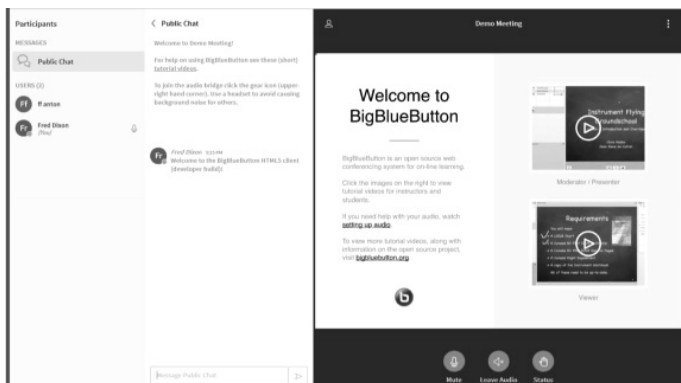 Participants
MESSAGES
Public Chat
USERS (2)
Ff
ff anton
Fr
Fred Dixon
(You)
Public Chat
Welcome to Demo Meeting!
For help on using BigBlueButton see these (short)
tutorial videos.
To join the audio bridge click the gear icon (upper-
right hand corner). Use a headset to avoid causing
background noise for others.
Fr
Fred Dixon
Welcome to the BigBlueButton HTML5 client
(developer build)!
Message Public Chat
Demo Meeting
Welcome to
BigBlueButton
BigBlueButton is an open source web
conferencing system for on-line learning.
Click the images on the right to view
tutorial videos for instructors and
students.
If you need help with your audio, watch
setting up audio.
To view more tutorial videos, along with
information on the open source project,
visit bigbluebutton.org
b
Instrument Flying
Groundschool
Moderator / Presenter
Requirements
Viewer
Mute
Leave Audio
Status